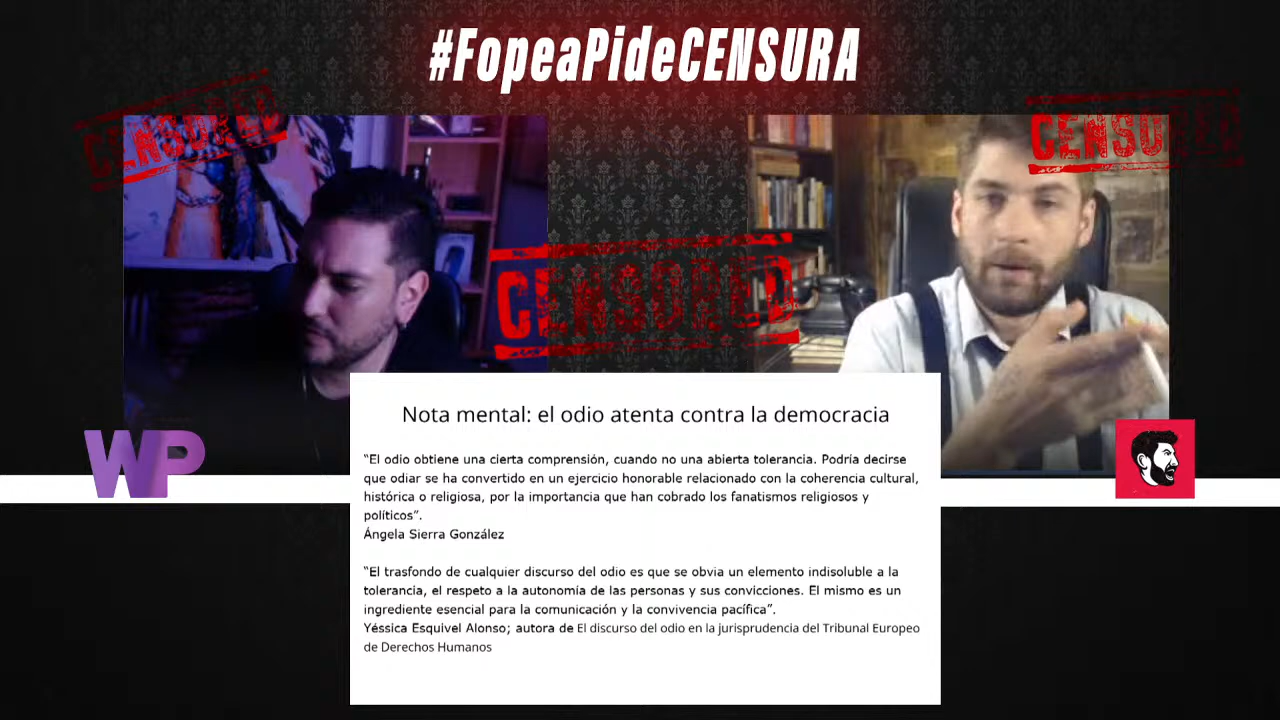 #FopeaPideCENSURA
CENSORED
CENSORED
CENSORED
WP
Nota mental: el odio atenta contra la democracia
“El odio obtiene una cierta comprensión, cuando no una abierta tolerancia. Podría decirse
que odiar se ha convertido en un ejercicio honorable relacionado con la coherencia cultural,
histórica o religiosa, por la importancia que han cobrado los fanatismos religiosos y
políticos”.
Ángela Sierra González
“El trasfondo de cualquier discurso del odio es que se obvia un elemento indisoluble a la
tolerancia, el respeto a la autonomía de las personas y sus convicciones. El mismo es un
ingrediente esencial para la comunicación y la convivencia pacífica”.
Yéssica Esquivel Alonso; autora de El discurso del odio en la jurisprudencia del Tribunal Europeo
de Derechos Humanos